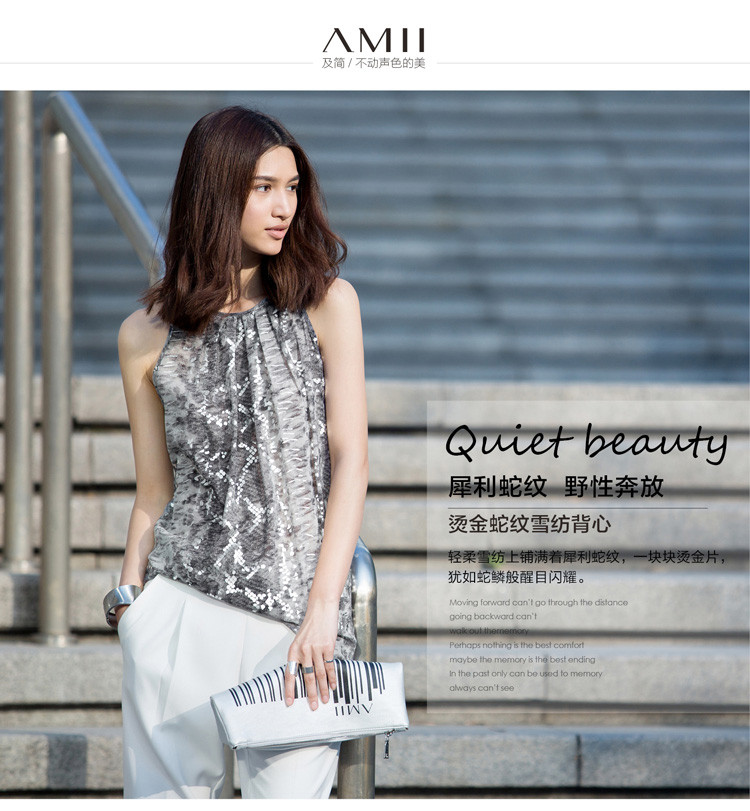 AMII
及简 / 不动声色的美
Quiet beauty
犀利蛇纹 野性奔放
烫金蛇纹雪纺背心
轻柔雪纺上铺满着犀利蛇纹，一块块烫金片，
犹如蛇鳞般醒目闪耀。
Moving forward can't go through the distance
going backward can't
walk out thememory
Perhaps nothing is the best comfort
maybe the memory is the best ending
In the past only can be used to memory
always can't see
AMII